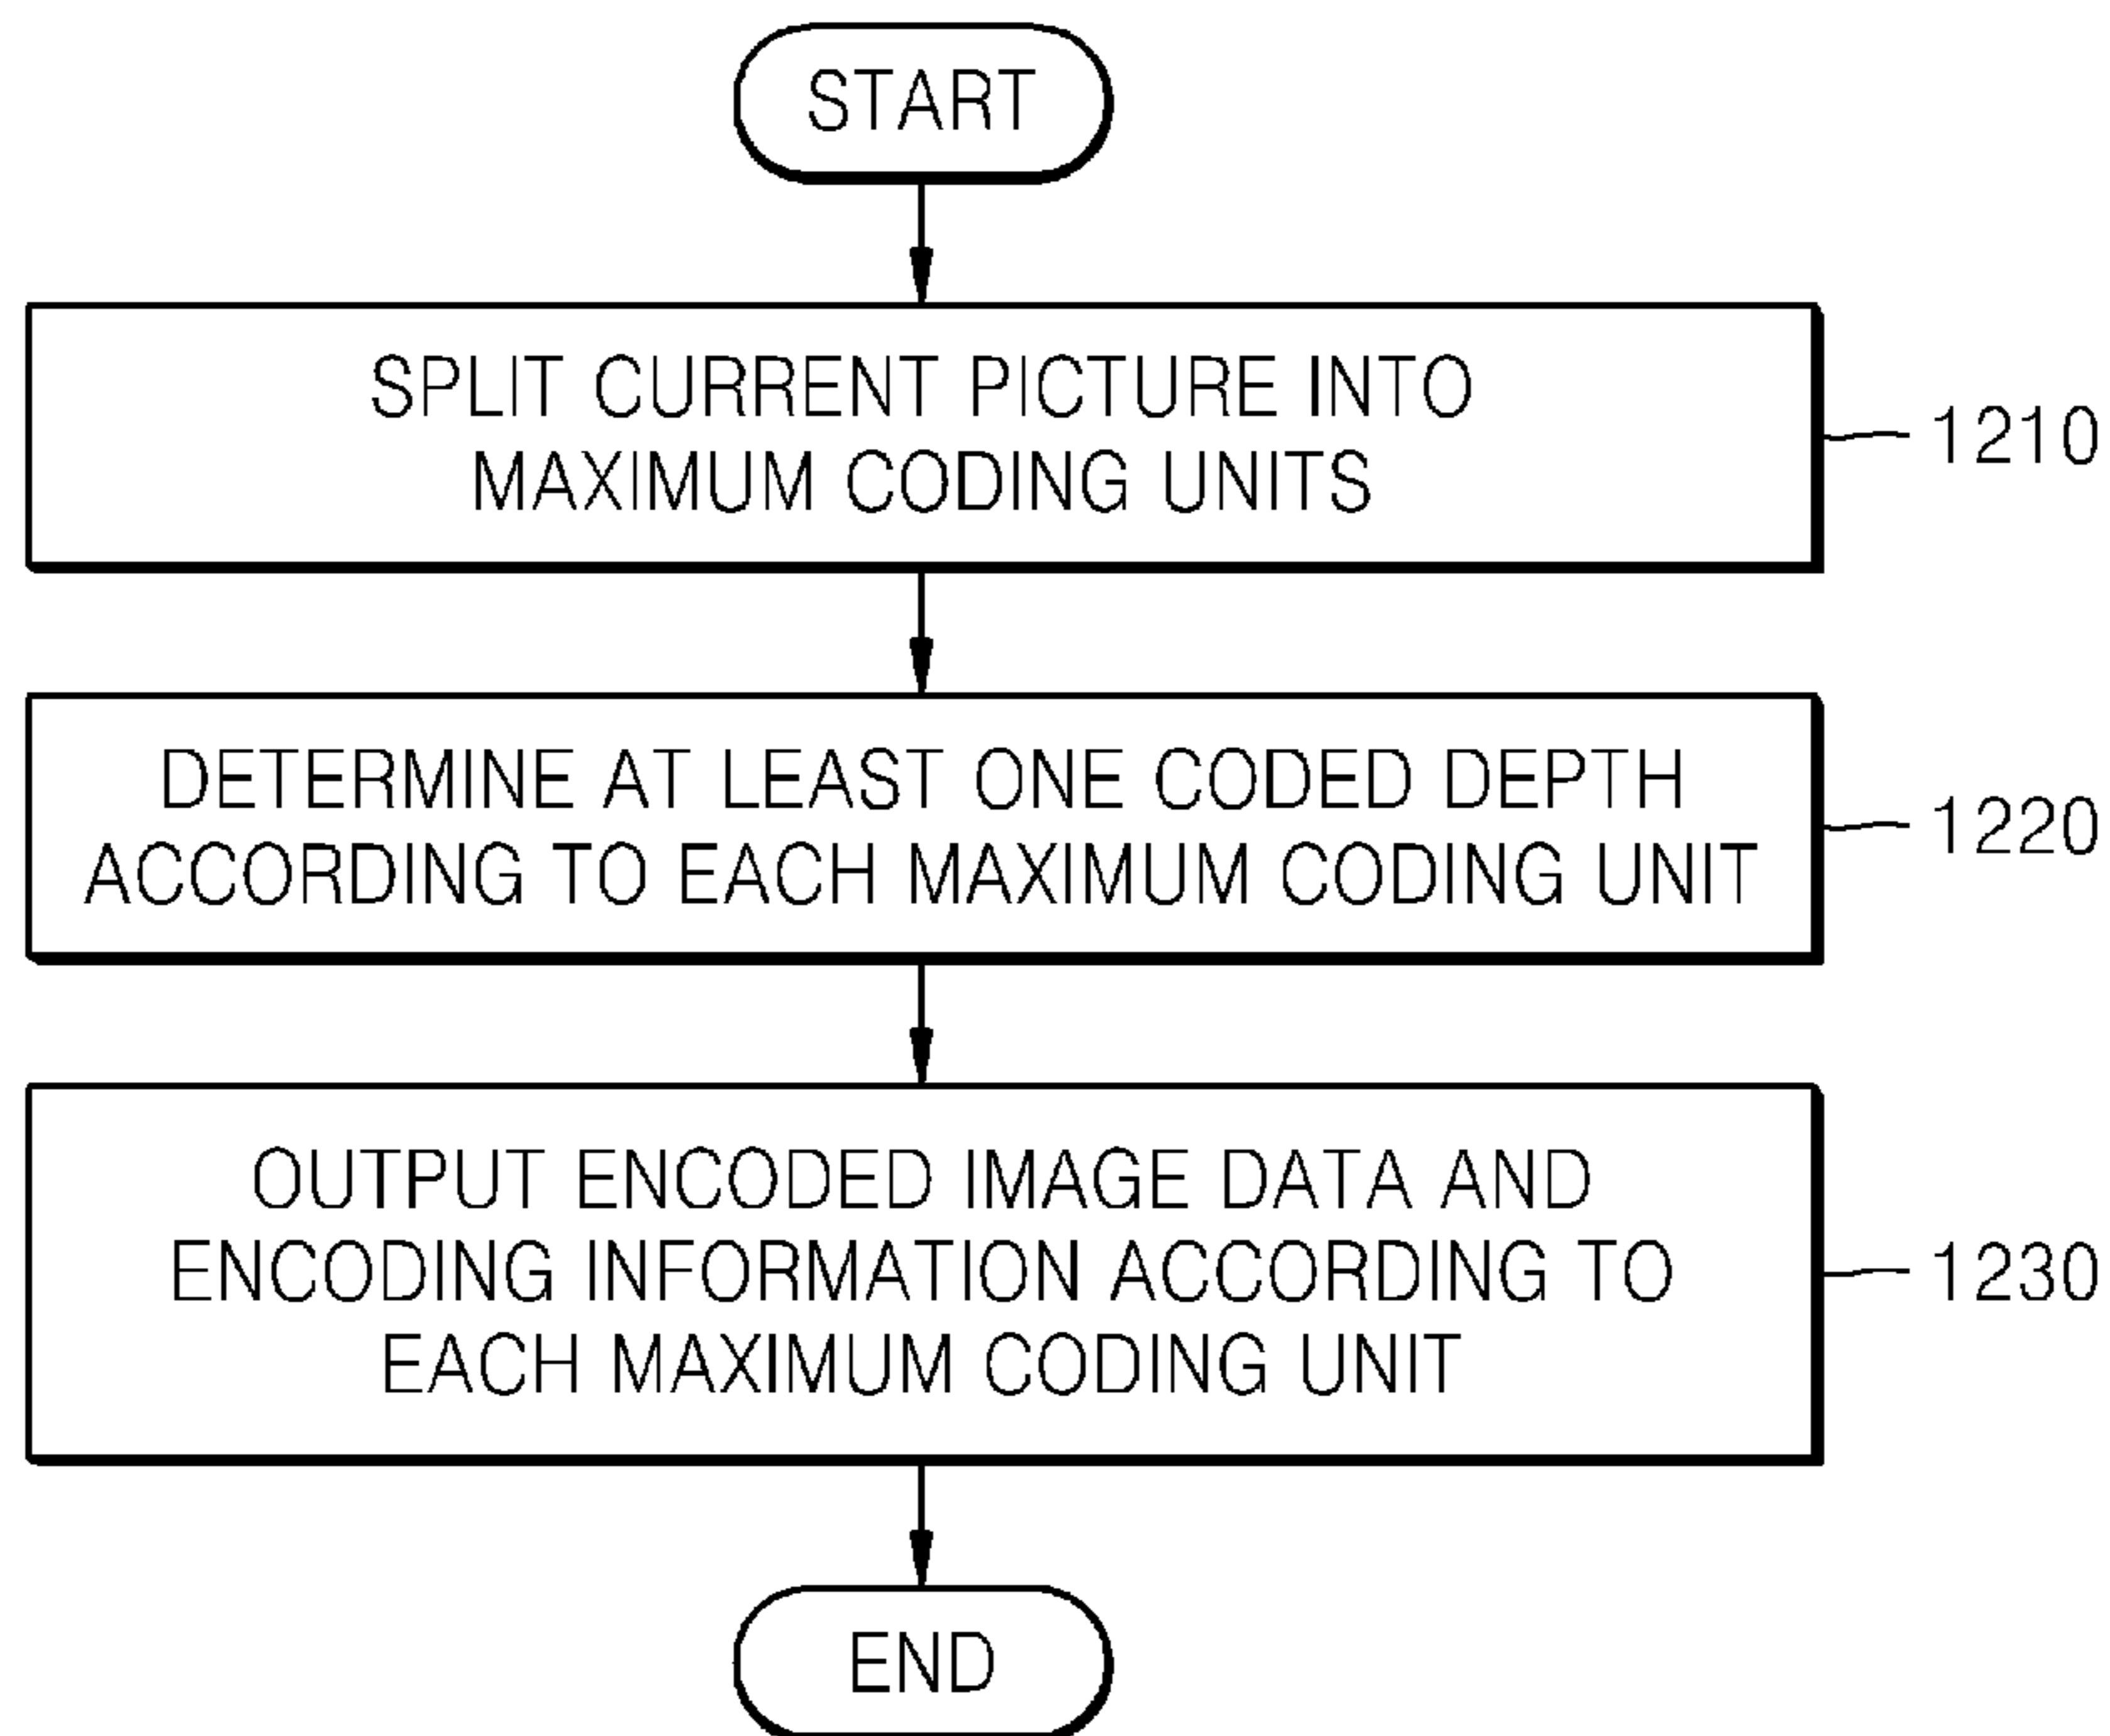 START
SPLIT CURRENT PICTURE INTO
MAXIMUM CODING UNITS
1210
DETERMINE AT LEAST ONE CODED DEPTH
ACCORDING TO EACH MAXIMUM CODING UNIT
1220
OUTPUT ENCODED IMAGE DATA AND
ENCODING INFORMATION ACCORDING TO
EACH MAXIMUM CODING UNIT
1230
END